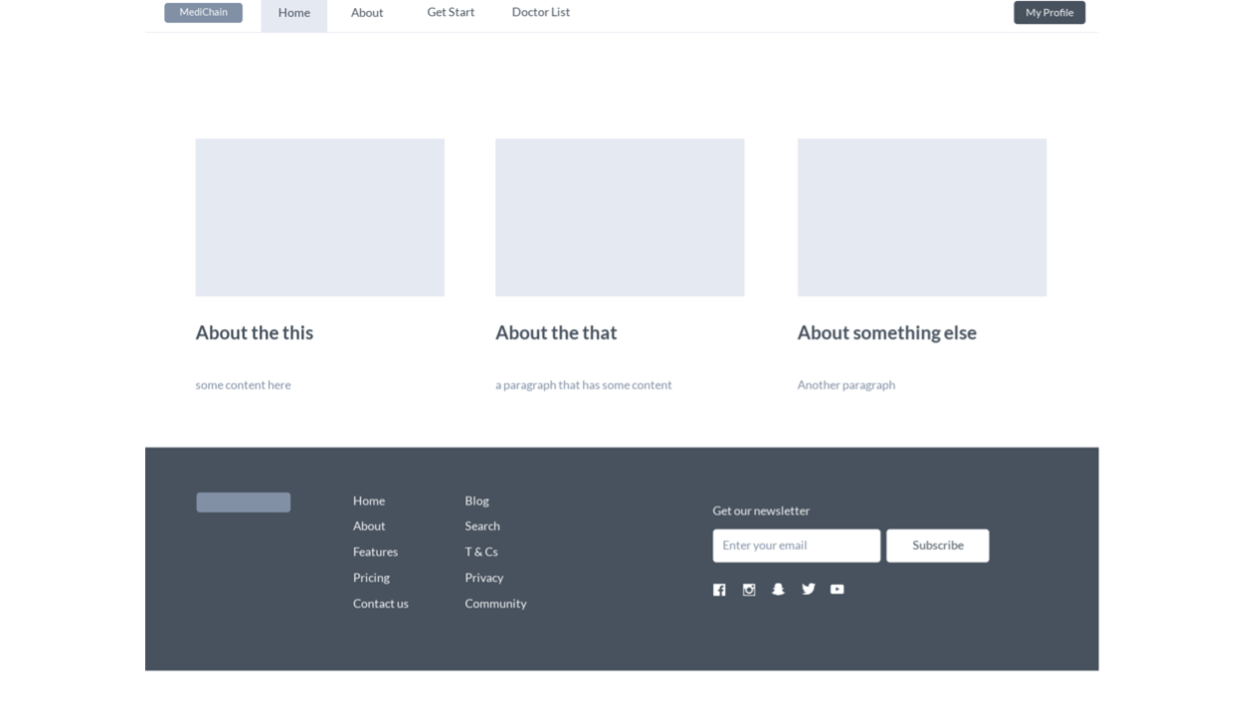 MediChain
Home
About
Get Start
Doctor List
My Profile
About the this
About the that
About something else
some content here
a paragraph that has some content
Another paragraph
Home
About
Features
Pricing
Contact us
Blog
Search
T & Cs
Privacy
Community
Get our newsletter
Enter your email
Subscribe